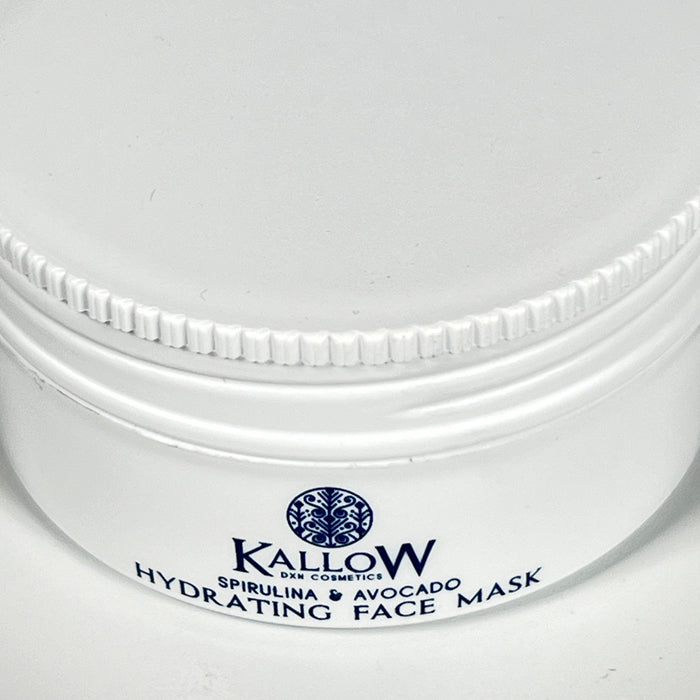 KALLOW
DXN COSMETICS
SPIRULINA & AVOCADO
HYDRATING FACE MASK